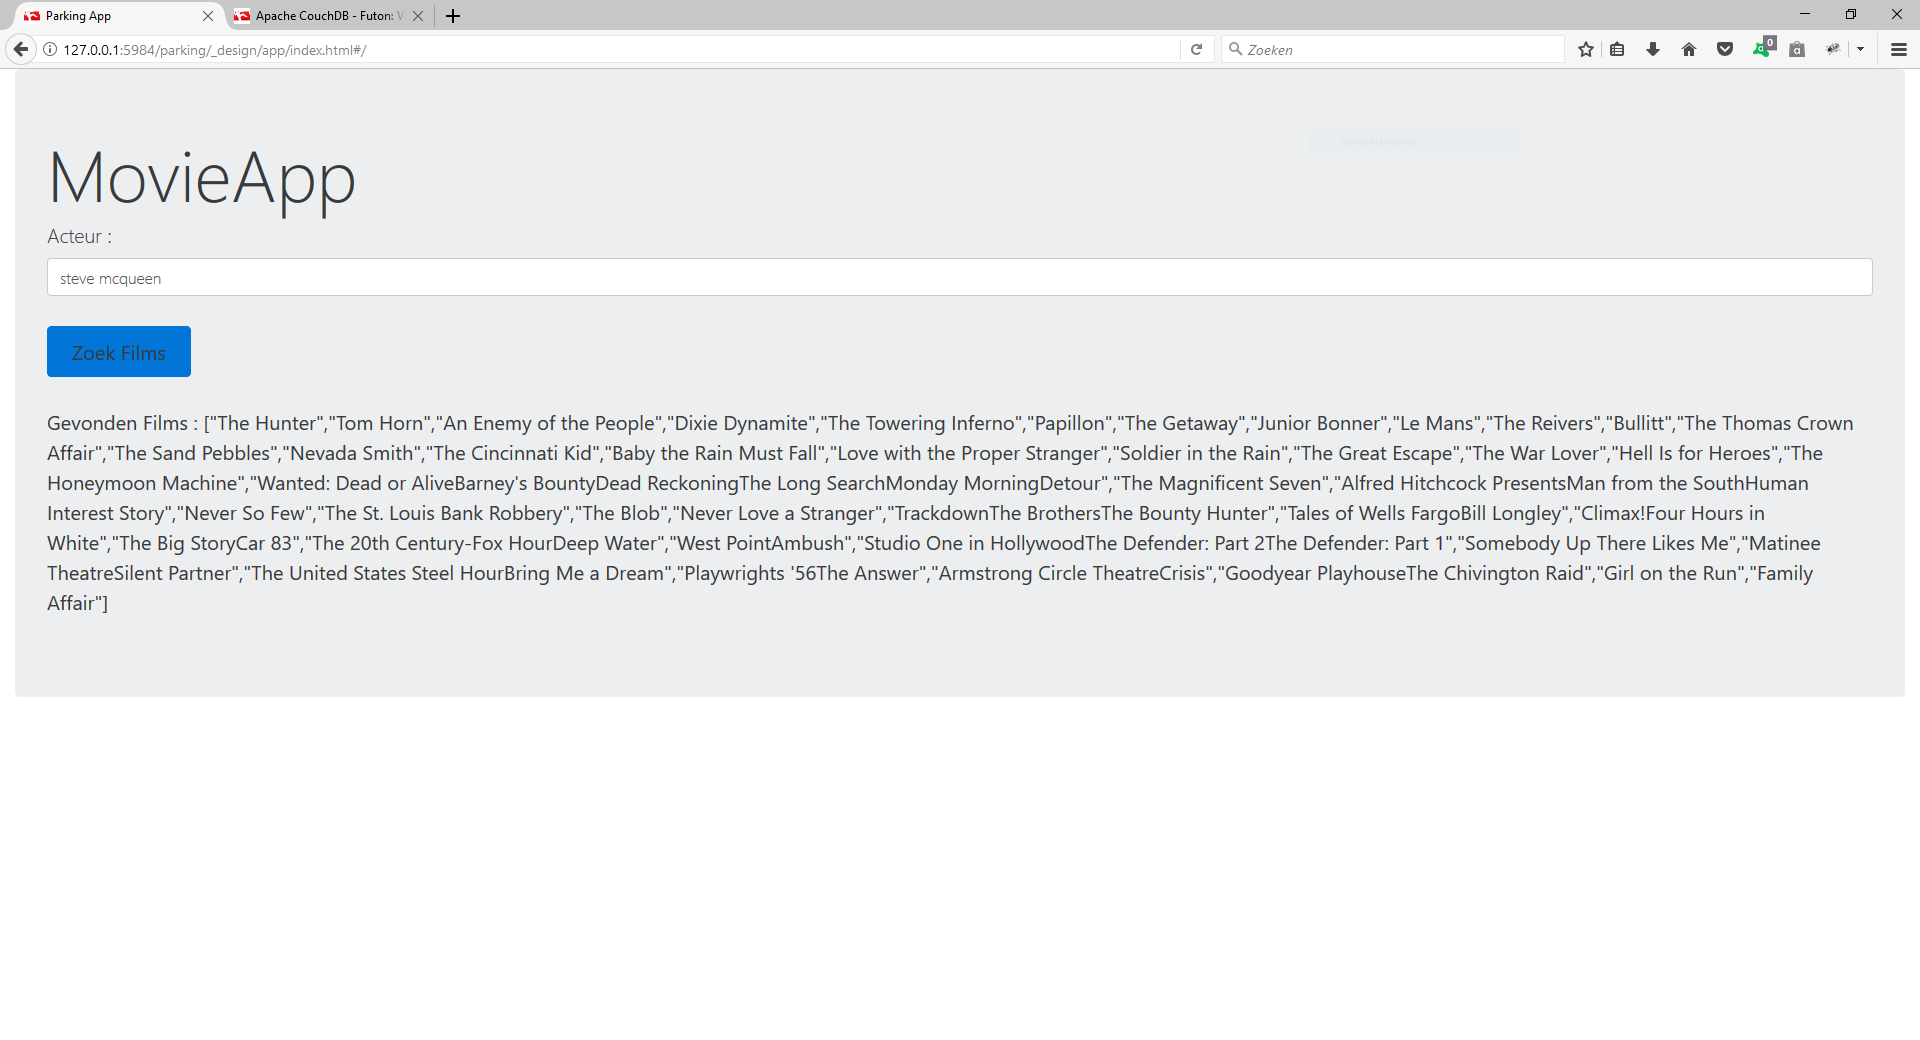 Parking App
Apache CouchDB - Futon: V
127.0.0.1:5984/parking/_design/app/index.html#/
Zoeken
0
MovieApp
Acteur :
steve mcqueen
Zoek Films
Gevonden Films : ["The Hunter","Tom Horn","An Enemy of the People","Dixie Dynamite","The Towering Inferno","Papillon","The Getaway","Junior Bonner","Le Mans","The Reivers","Bullitt","The Thomas Crown
Affair","The Sand Pebbles","Nevada Smith","The Cincinnati Kid","Baby the Rain Must Fall","Love with the Proper Stranger","Soldier in the Rain","The Great Escape","The War Lover","Hell Is for Heroes","The
Honeymoon Machine","Wanted: Dead or AliveBarney's BountyDead ReckoningThe Long SearchMonday MorningDetour","The Magnificent Seven","Alfred Hitchcock PresentsMan from the SouthHuman
Interest Story","Never So Few","The St. Louis Bank Robbery","The Blob","Never Love a Stranger","TrackdownThe BrothersThe Bounty Hunter","Tales of Wells FargoBill Longley","Climax!Four Hours in
White","The Big StoryCar 83","The 20th Century-Fox HourDeep Water","West PointAmbush","Studio One in HollywoodThe Defender: Part 2The Defender: Part 1","Somebody Up There Likes Me","Matinee
TheatreSilent Partner","The United States Steel HourBring Me a Dream","Playwrights '56The Answer","Armstrong Circle TheatreCrisis","Goodyear PlayhouseThe Chivington Raid","Girl on the Run","Family
Affair"]